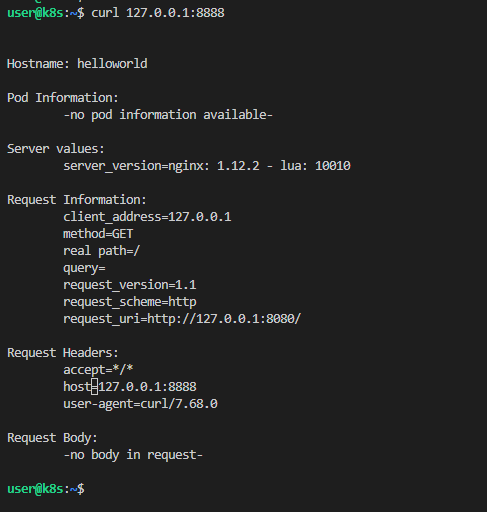 user@k8s:~$ curl 127.0.0.1:8888
Hostname: helloworld
Pod Information:
-no pod information available-
Server values:
server_version=nginx: 1.12.2 - lua: 10010
Request Information:
client_address=127.0.0.1
method=GET
real path=/
query=
request_version=1.1
request_scheme=http
request_uri=http://127.0.0.1:8080/
Request Headers:
accept=*/*
host=127.0.0.1:8888
user-agent=curl/7.68.0
Request Body:
-no body in request-
user@k8s:~$